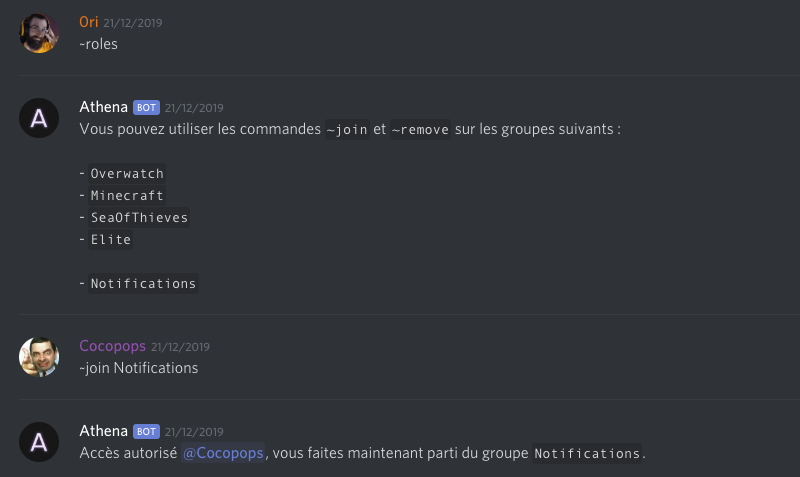 Ori 21/12/2019
~roles
A
Athena BOT 21/12/2019
Vous pouvez utiliser les commandes ~join et ~remove sur les groupes suivants :
- Overwatch
- Minecraft
- SeaOfThieves
- Elite
- Notifications
Cocopops 21/12/2019
~join Notifications
A
Athena BOT 21/12/2019
Accès autorisé @Cocopops, vous faites maintenant parti du groupe Notifications.